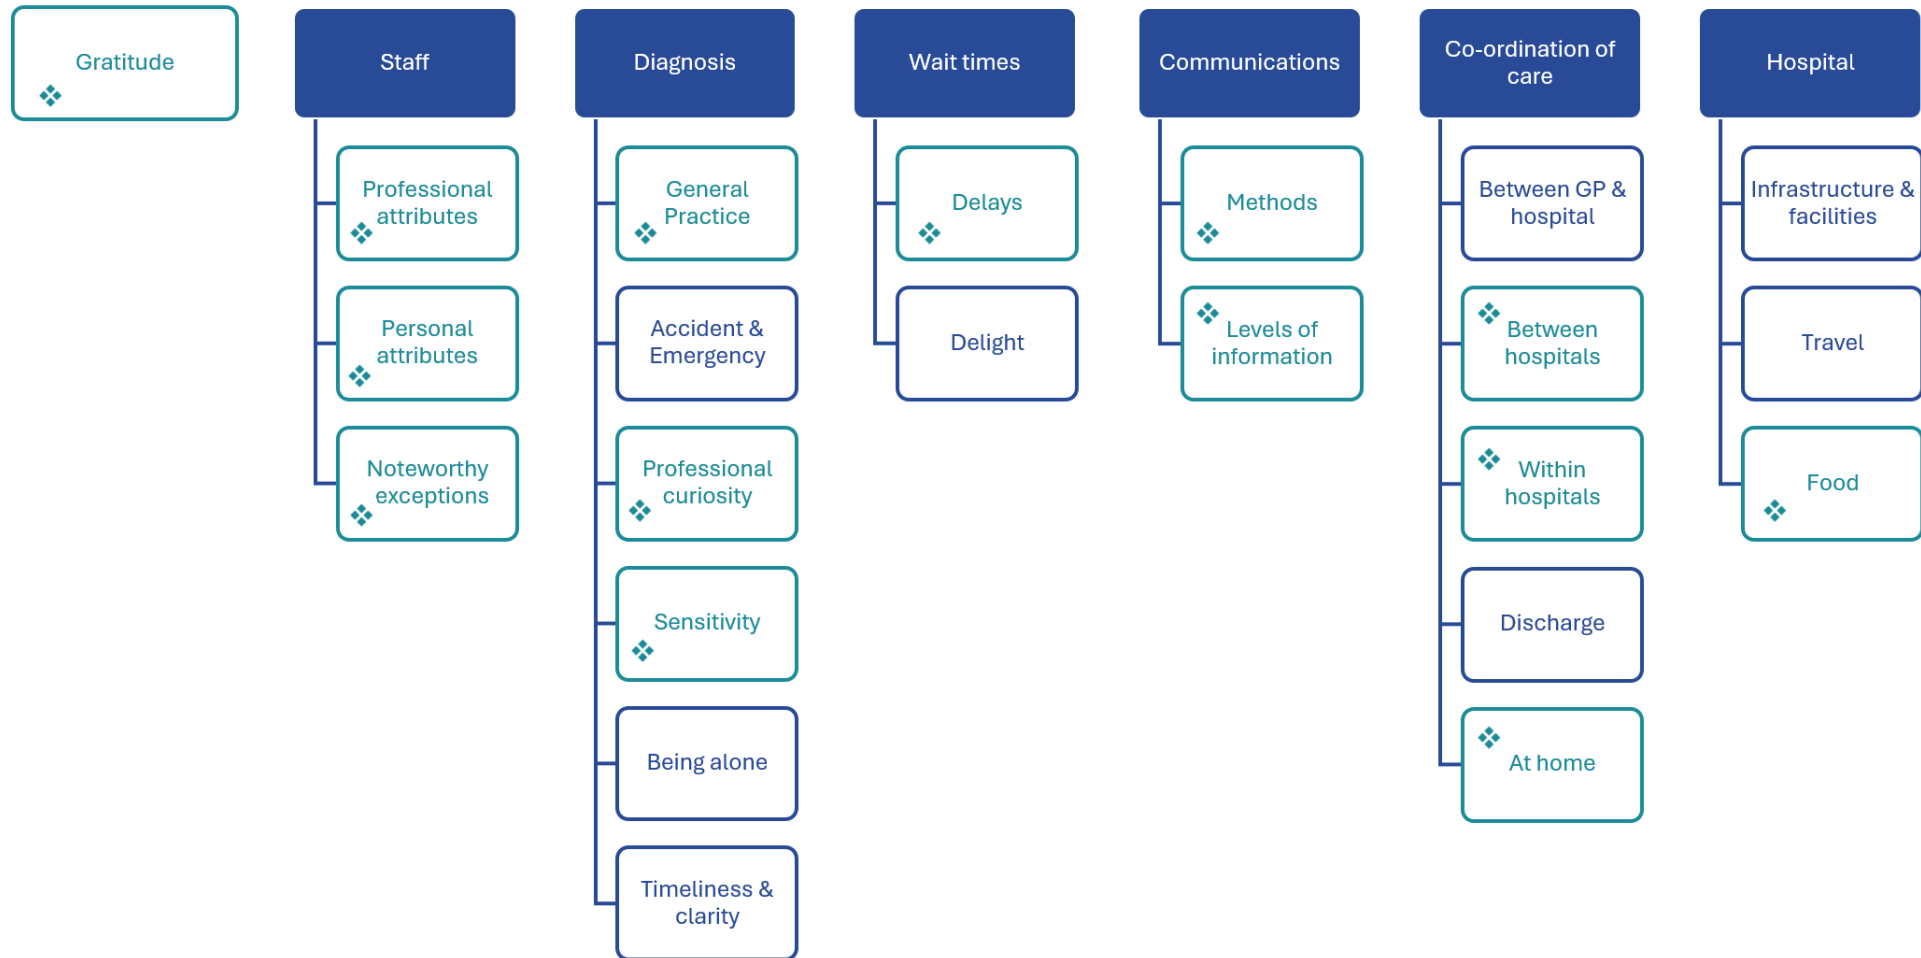 Gratitude
Staff
Professional
attributes
Personal
attributes
Noteworthy
exceptions
Diagnosis
General
Practice
Accident &
Emergency
Professional
curiosity
Sensitivity
Being alone
Timeliness &
clarity
Wait times
Delays
Delight
Communications
Methods
Levels of
information
Co-ordination of
care
Between GP &
hospital
Between
hospitals
Within
hospitals
Discharge
At home
Hospital
Infrastructure &
facilities
Travel
Food